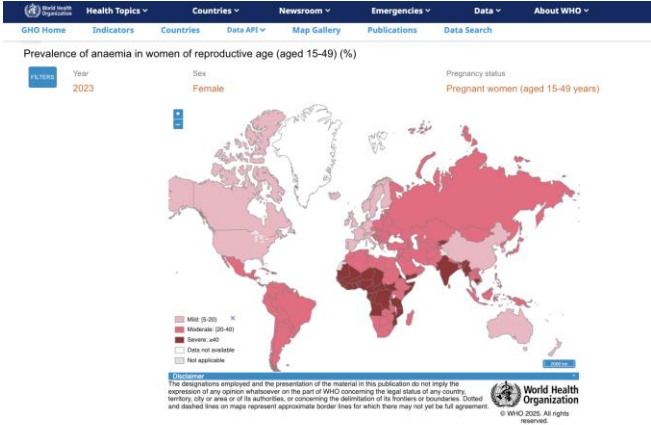 World Health Organization
Health Topics
Countries
Newsroom
Emergencies
Data
About WHO
GHO Home
Indicators
Countries
Data API
Map Gallery
Publications
Data Search
Prevalence of anaemia in women of reproductive age (aged 15-49) (%)
FILTERS
Year
2023
Sex
Female
Pregnancy status
Pregnant women (aged 15-49 years)
+
−
Mild: [5-20)
Moderate: [20-40)
Severe: ≥40
Data not available
Not applicable
Disclaimer
The designations employed and the presentation of the material in this publication do not imply the
expression of any opinion whatsoever on the part of WHO concerning the legal status of any country,
territory, city or area or of its authorities, or concerning the delimitation of its frontiers or boundaries. Dotted
and dashed lines on maps represent approximate border lines for which there may not yet be full agreement.
World Health
Organization
© WHO 2025. All rights
reserved.